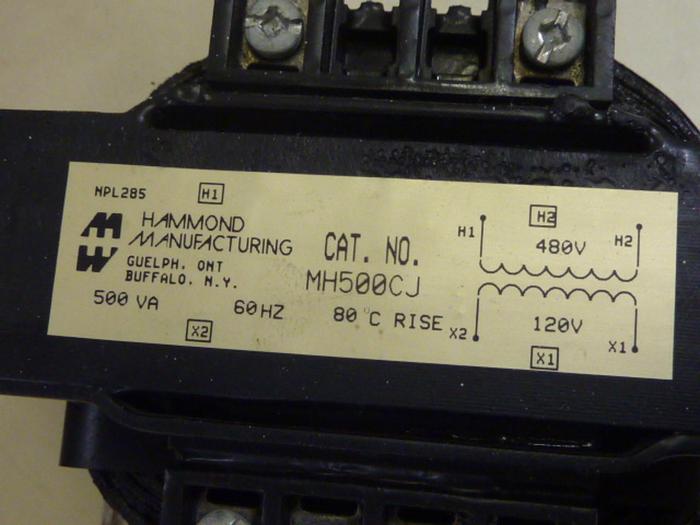 NPL285
H1
HAMMOND
MANUFACTURING
GUELPH. ONT
BUFFALO. N.Y.
500 VA
60HZ
X2
CAT. NO.
MH500CJ
80°C RISE
H1
H2
H2
480V
X2
120V
X1
X1